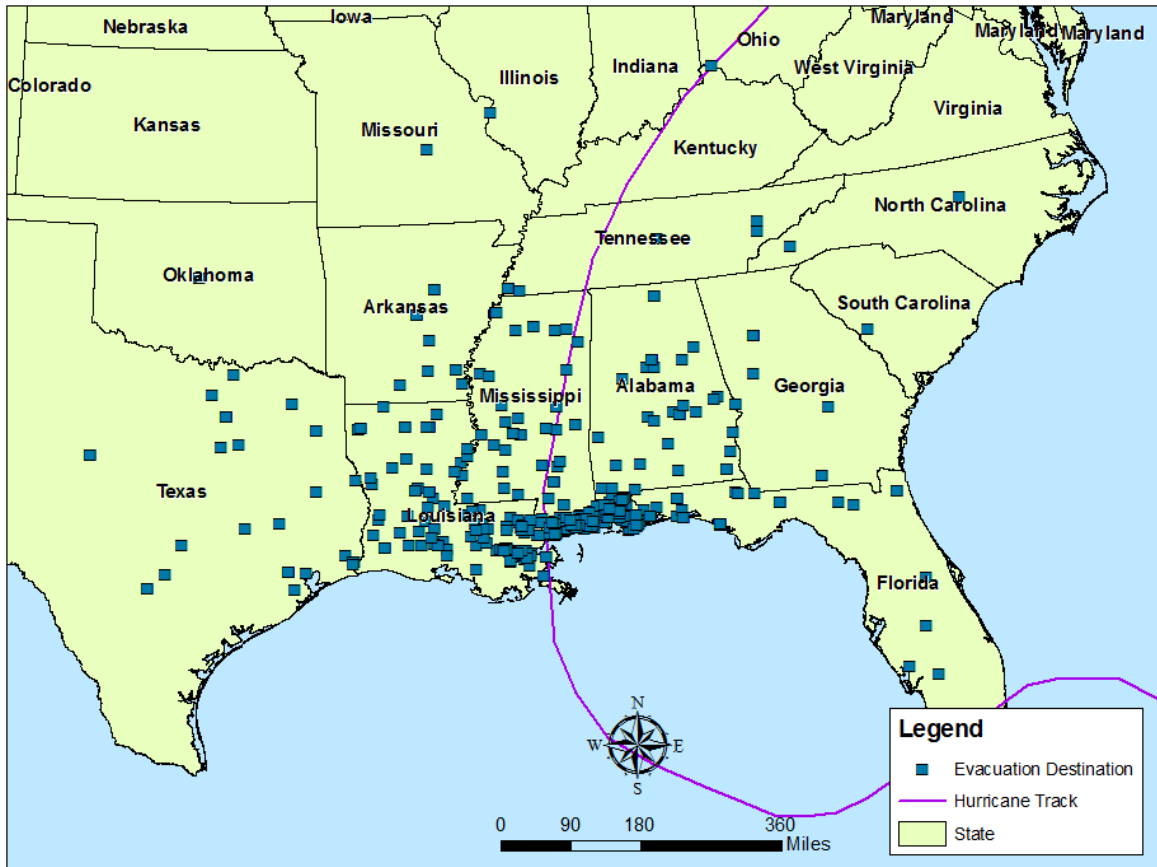 Iowa
Maryland
Nebraska
Ohio
Maryland
Maryland
Indiana
Illinois
West Virginia
Colorado
Virginia
Kansas
Missouri
Kentucky
North Carolina
Tennessee
Oklahoma
Arkansas
South Carolina
Mississippi
Alabama
Georgia
Texas
Louisiana
Florida
N
W
E
S
Legend
Evacuation Destination
Hurricane Track
State
0 90 180 360
Miles